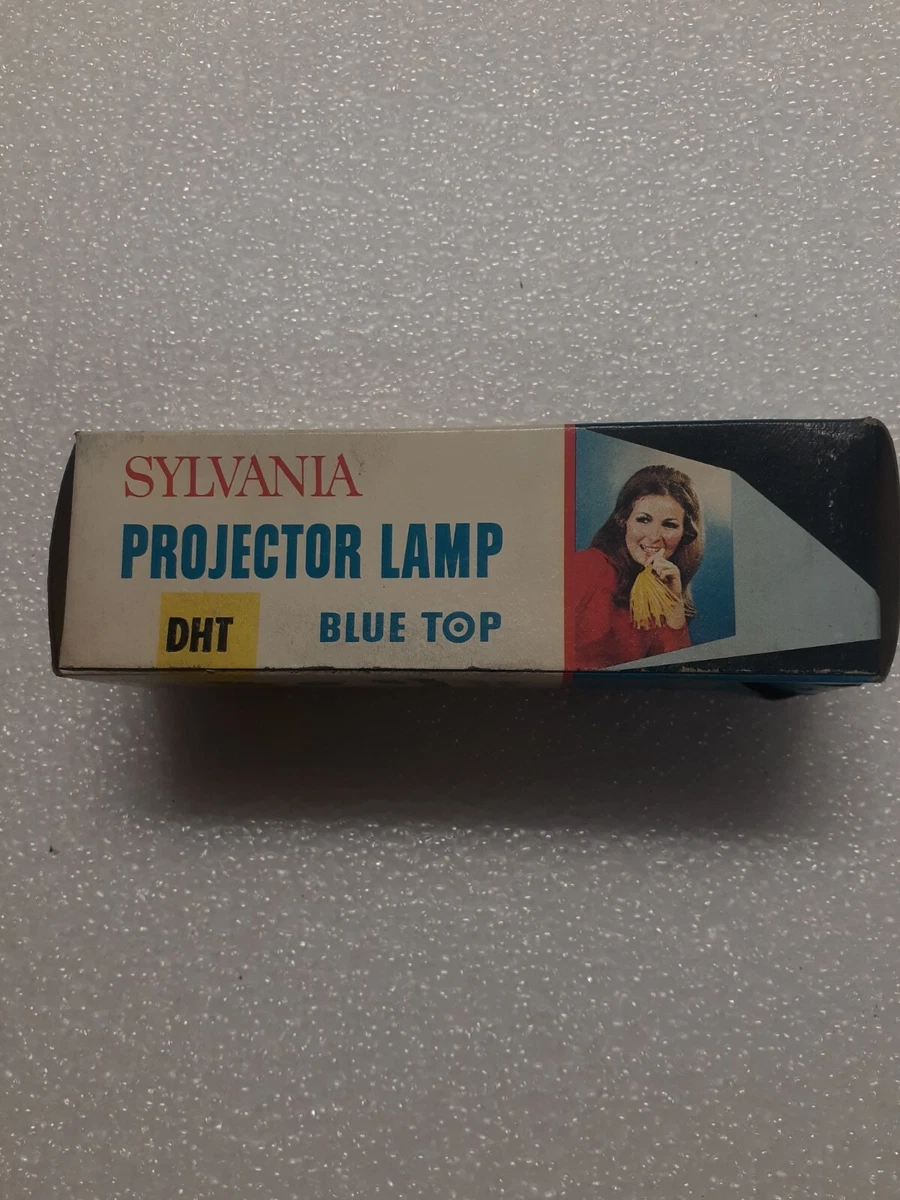 SYLVANIA
PROJECTOR LAMP
DHT BLUE TOP